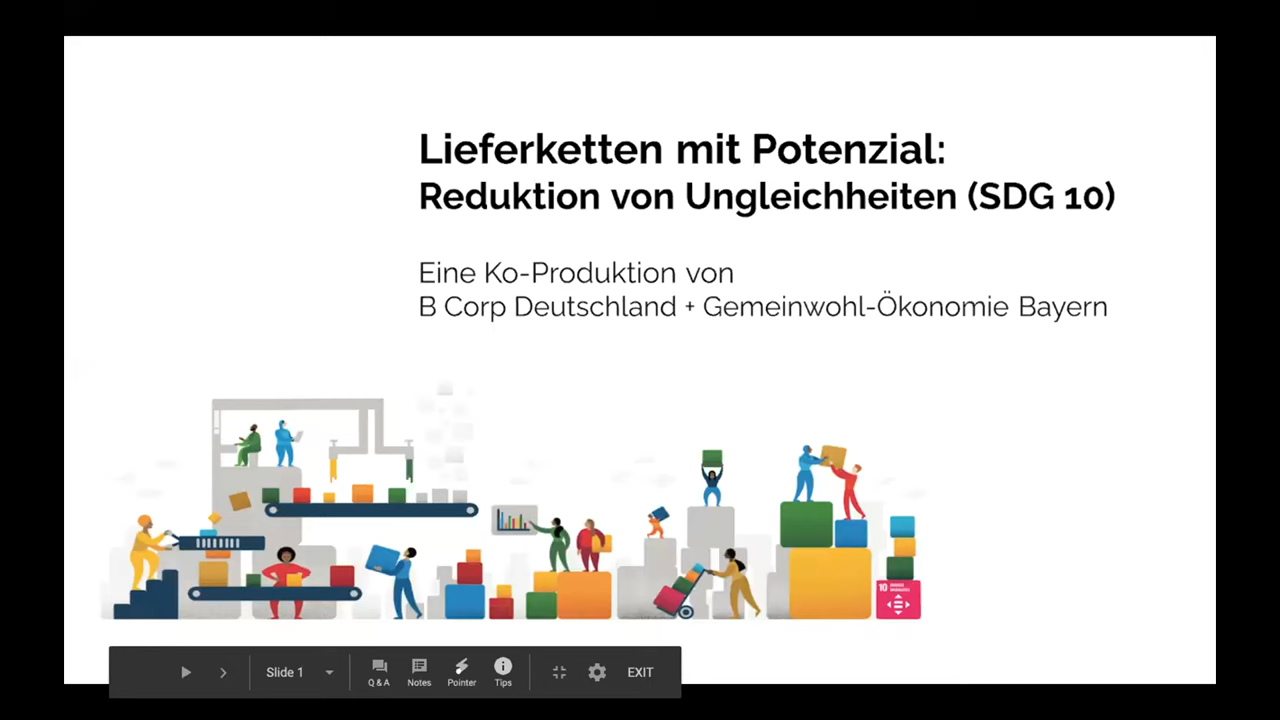 Lieferketten mit Potenzial:
Reduktion von Ungleichheiten (SDG 10)
Eine Ko-Produktion von
B Corp Deutschland + Gemeinwohl-Ökonomie Bayern
10
Slide 1
Q & A
Notes
Pointer
Tips
EXIT